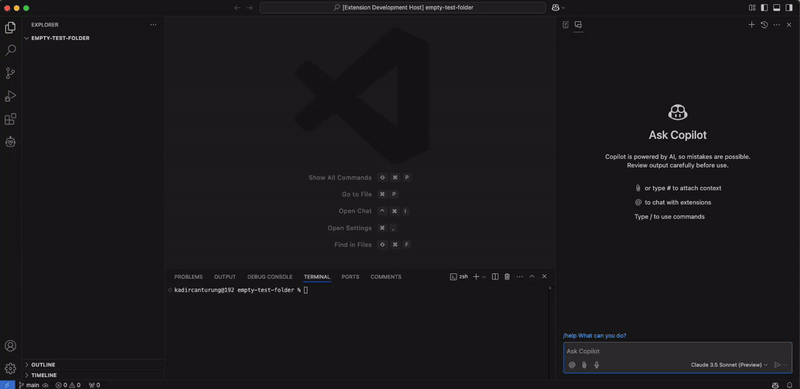 [Extension Development Host] empty-test-folder
EXPLORER
EMPTY-TEST-FOLDER
Show All Commands ⇧ ⌘ P
Go to File ⌘ P
Open Chat ^ ⌘ I
Open Settings ⌘ ,
Find in Files ⇧ ⌘ F
PROBLEMS OUTPUT DEBUG CONSOLE TERMINAL PORTS COMMENTS
zsh
kadircanturung@192 empty-test-folder %
OUTLINE
TIMELINE
main 0 0 0
Ask Copilot
Copilot is powered by AI, so mistakes are possible.
Review output carefully before use.
or type # to attach context
@ to chat with extensions
Type / to use commands
/help What can you do?
Ask Copilot
@ Claude 3.5 Sonnet (Preview)